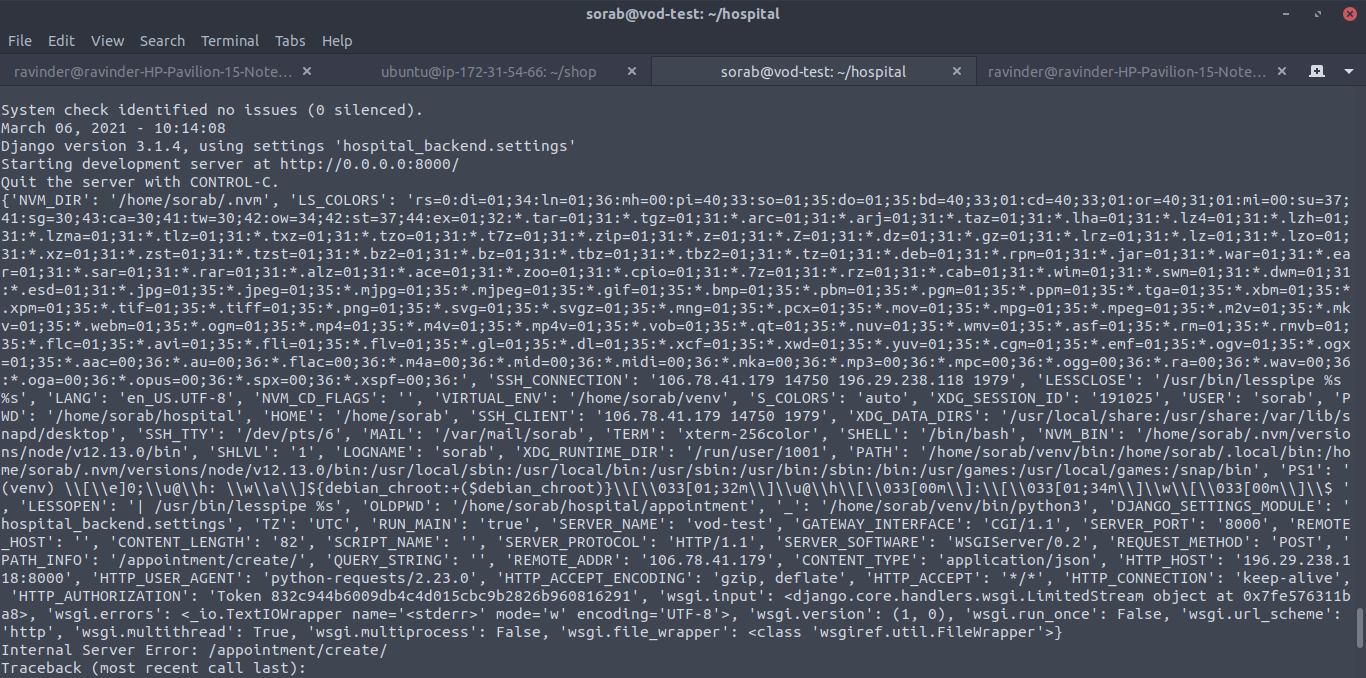 sorab@vod-test: ~/hospital
File Edit View Search Terminal Tabs Help
ravinder@ravinder-HP-Pavilion-15-Note... ubuntu@ip-172-31-54-66: ~/shop sorab@vod-test: ~/hospital ravinder@ravinder-HP-Pavilion-15-Note...
System check identified no issues (0 silenced).
March 06, 2021 - 10:14:08
Django version 3.1.4, using settings 'hospital_backend.settings'
Starting development server at http://0.0.0.0:8000/
Quit the server with CONTROL-C.
{'NVM_DIR': '/home/sorab/.nvm', 'LS_COLORS': 'rs=0:di=01;34:ln=01;36:mh=00:pi=40;33:so=01;35:do=01;35:bd=40;33;01:cd=40;33;01:or=40;31;01:mi=00:su=37;
41:sg=30;43:ca=30;41:tw=30;42:ow=34;42:st=37;44:ex=01;32:*.tar=01;31:*.tgz=01;31:*.arc=01;31:*.arj=01;31:*.taz=01;31:*.lha=01;31:*.lz4=01;31:*.lzh=01;
31:*.lzma=01;31:*.tlz=01;31:*.txz=01;31:*.tzo=01;31:*.t7z=01;31:*.zip=01;31:*.z=01;31:*.Z=01;31:*.dz=01;31:*.gz=01;31:*.lrz=01;31:*.lz=01;31:*.lzo=01;
31:*.xz=01;31:*.zst=01;31:*.tzst=01;31:*.bz2=01;31:*.bz=01;31:*.tbz=01;31:*.tbz2=01;31:*.tz=01;31:*.deb=01;31:*.rpm=01;31:*.jar=01;31:*.war=01;31:*.ea
r=01;31:*.sar=01;31:*.rar=01;31:*.alz=01;31:*.ace=01;31:*.zoo=01;31:*.cpio=01;31:*.7z=01;31:*.rz=01;31:*.cab=01;31:*.wim=01;31:*.swm=01;31:*.dwm=01;31
:*.esd=01;31:*.jpg=01;35:*.jpeg=01;35:*.mjpg=01;35:*.mjpeg=01;35:*.gif=01;35:*.bmp=01;35:*.pbm=01;35:*.pgm=01;35:*.ppm=01;35:*.tga=01;35:*.xbm=01;35:*
.xpm=01;35:*.tif=01;35:*.tiff=01;35:*.png=01;35:*.svg=01;35:*.svgz=01;35:*.mng=01;35:*.pcx=01;35:*.mov=01;35:*.mpg=01;35:*.mpeg=01;35:*.m2v=01;35:*.mk
v=01;35:*.webm=01;35:*.ogm=01;35:*.mp4=01;35:*.m4v=01;35:*.mp4v=01;35:*.vob=01;35:*.qt=01;35:*.nuv=01;35:*.wmv=01;35:*.asf=01;35:*.rm=01;35:*.rmvb=01;
35:*.flc=01;35:*.avi=01;35:*.fli=01;35:*.flv=01;35:*.gl=01;35:*.dl=01;35:*.xcf=01;35:*.xwd=01;35:*.yuv=01;35:*.cgm=01;35:*.emf=01;35:*.ogv=01;35:*.ogx
=01;35:*.aac=00;36:*.au=00;36:*.flac=00;36:*.m4a=00;36:*.mid=00;36:*.midi=00;36:*.mka=00;36:*.mp3=00;36:*.mpc=00;36:*.ogg=00;36:*.ra=00;36:*.wav=00;36
:*.oga=00;36:*.opus=00;36:*.spx=00;36:*.xspf=00;36:', 'SSH_CONNECTION': '106.78.41.179 14750 196.29.238.118 1979', 'LESSCLOSE': '/usr/bin/lesspipe %s 
%s', 'LANG': 'en_US.UTF-8', 'NVM_CD_FLAGS': '', 'VIRTUAL_ENV': '/home/sorab/venv', 'S_COLORS': 'auto', 'XDG_SESSION_ID': '191025', 'USER': 'sorab', 'P
WD': '/home/sorab/hospital', 'HOME': '/home/sorab', 'SSH_CLIENT': '106.78.41.179 14750 1979', 'XDG_DATA_DIRS': '/usr/local/share:/usr/share:/var/lib/s
napd/desktop', 'SSH_TTY': '/dev/pts/6', 'MAIL': '/var/mail/sorab', 'TERM': 'xterm-256color', 'SHELL': '/bin/bash', 'NVM_BIN': '/home/sorab/.nvm/versio
ns/node/v12.13.0/bin', 'SHLVL': '1', 'LOGNAME': 'sorab', 'XDG_RUNTIME_DIR': '/run/user/1001', 'PATH': '/home/sorab/venv/bin:/home/sorab/.local/bin:/ho
me/sorab/.nvm/versions/node/v12.13.0/bin:/usr/local/sbin:/usr/local/bin:/usr/sbin:/usr/bin:/sbin:/bin:/usr/games:/usr/local/games:/snap/bin', 'PS1': '
(venv) \\[\\e]0;\\u@\\h: \\w\\a\\]${debian_chroot:+($debian_chroot)}\\[\\033[01;32m\\]\\u@\\h\\[\\033[00m\\]:\\[\\033[01;34m\\]\\w\\[\\033[00m\\]\\$ '
, 'LESSOPEN': '| /usr/bin/lesspipe %s', 'OLDPWD': '/home/sorab/hospital/appointment', '_': '/home/sorab/venv/bin/python3', 'DJANGO_SETTINGS_MODULE': '
hospital_backend.settings', 'TZ': 'UTC', 'RUN_MAIN': 'true', 'SERVER_NAME': 'vod-test', 'GATEWAY_INTERFACE': 'CGI/1.1', 'SERVER_PORT': '8000', 'REMOTE
_HOST': '', 'CONTENT_LENGTH': '82', 'SCRIPT_NAME': '', 'SERVER_PROTOCOL': 'HTTP/1.1', 'SERVER_SOFTWARE': 'WSGIServer/0.2', 'REQUEST_METHOD': 'POST', '
PATH_INFO': '/appointment/create/', 'QUERY_STRING': '', 'REMOTE_ADDR': '106.78.41.179', 'CONTENT_TYPE': 'application/json', 'HTTP_HOST': '196.29.238.1
18:8000', 'HTTP_USER_AGENT': 'python-requests/2.23.0', 'HTTP_ACCEPT_ENCODING': 'gzip, deflate', 'HTTP_ACCEPT': '*/*', 'HTTP_CONNECTION': 'keep-alive',
 'HTTP_AUTHORIZATION': 'Token 832c944b6009db4c4d015cbc9b2826b960816291', 'wsgi.input': <django.core.handlers.wsgi.LimitedStream object at 0x7fe576311b
a8>, 'wsgi.errors': <_io.TextIOWrapper name='<stderr>' mode='w' encoding='UTF-8'>, 'wsgi.version': (1, 0), 'wsgi.run_once': False, 'wsgi.url_scheme': 
'http', 'wsgi.multithread': True, 'wsgi.multiprocess': False, 'wsgi.file_wrapper': <class 'wsgiref.util.FileWrapper'>}
Internal Server Error: /appointment/create/
Traceback (most recent call last):